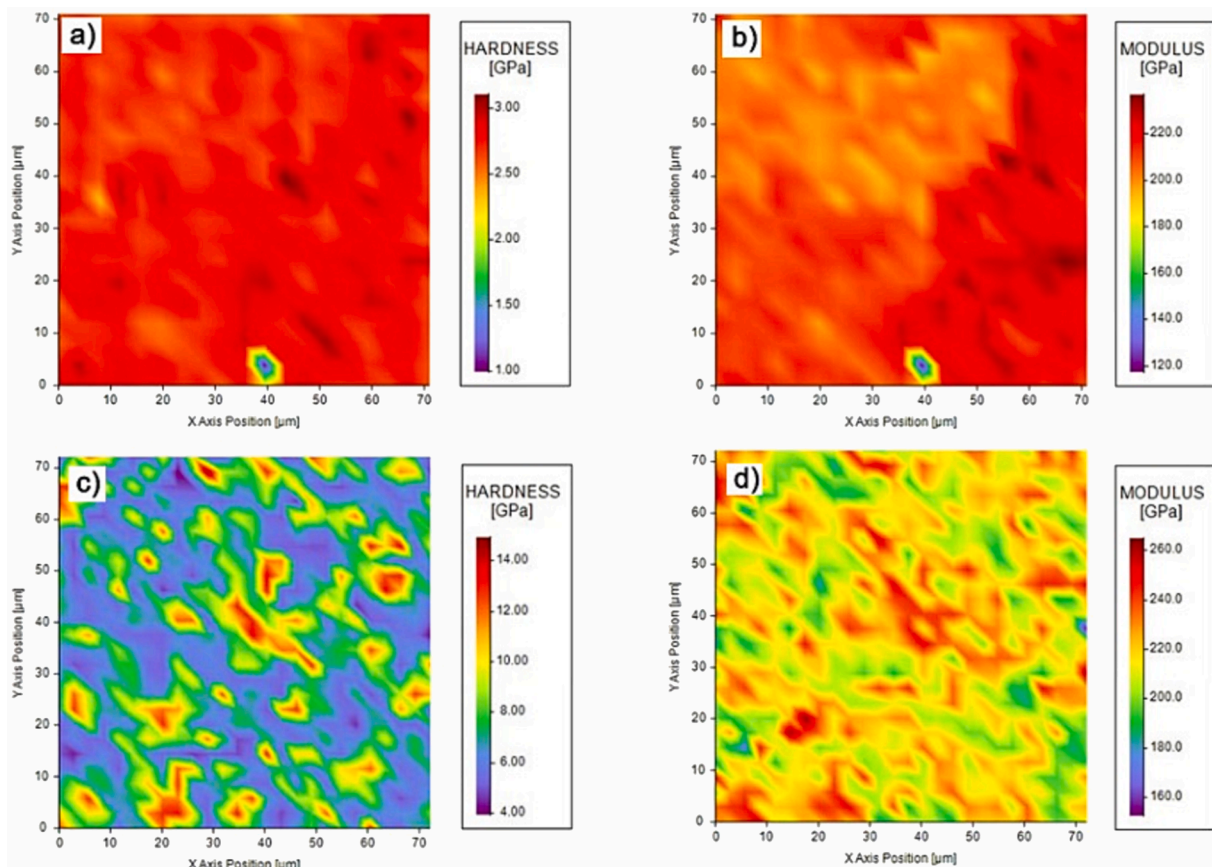 a)
HARDNESS
[GPa]
3.00
2.50
2.00
1.50
1.00
70
60
50
40
30
20
10
0
Y Axis Position [µm]
0 10 20 30 40 50 60 70
X Axis Position [µm]
b)
MODULUS
[GPa]
220.0
200.0
180.0
160.0
140.0
120.0
70
60
50
40
30
20
10
0
Y Axis Position [µm]
0 10 20 30 40 50 60 70
X Axis Position [µm]
c)
HARDNESS
[GPa]
14.00
12.00
10.00
8.00
6.00
4.00
70
60
50
40
30
20
10
0
Y Axis Position [µm]
0 10 20 30 40 50 60 70
X Axis Position [µm]
d)
MODULUS
[GPa]
260.0
240.0
220.0
200.0
180.0
160.0
70
60
50
40
30
20
10
0
Y Axis Position [µm]
0 10 20 30 40 50 60 70
X Axis Position [µm]